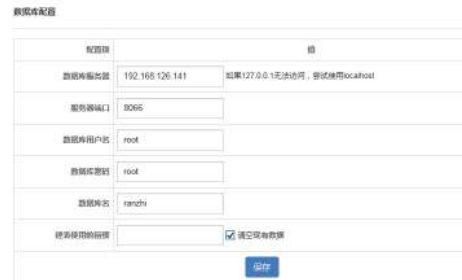 数据库配置
配置项 值
数据库服务器 192.168.126.141 如果127.0.0.1无法访问，尝试使用localhost
服务器端口 8066
数据库用户名 root
数据库密码 root
数据库名 ranzhi
建表使用的前缀 清空现有数据
保存